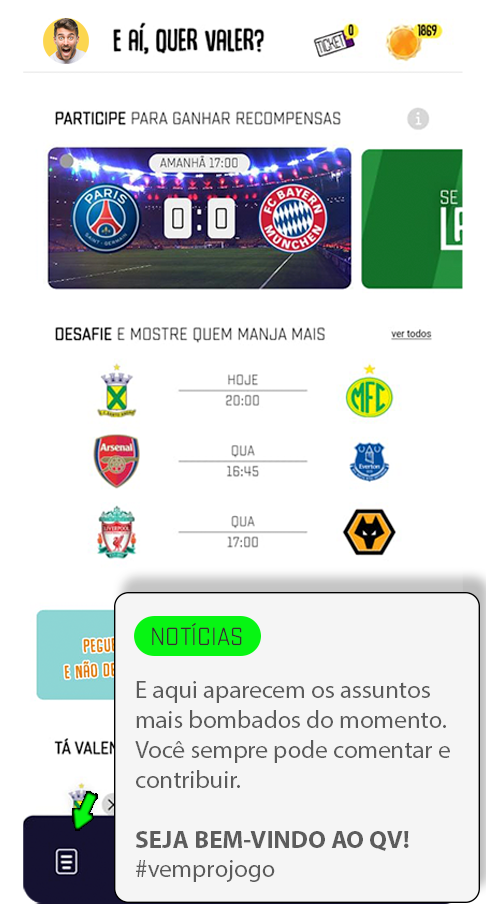 E AÍ, QUER VALER?
TICKET
0
1869
PARTICIPE PARA GANHAR RECOMPENSAS
i
AMANHÃ 17:00
PARIS
SAINT-GERMAIN
0 : 0
FC BAYERN
MÜNCHEN
SE
DESAFIE E MOSTRE QUEM MANJA MAIS
ver todos
HOJE
20:00
MFC
Arsenal
QUA
16:45
Everton
LIVERPOOL
QUA
17:00
NOTÍCIAS
E aqui aparecem os assuntos
mais bombados do momento.
Você sempre pode comentar e
contribuir.
SEJA BEM-VINDO AO QV!
#vemprojogo
PEGUE
E NÃO DE
TÁ VALEN